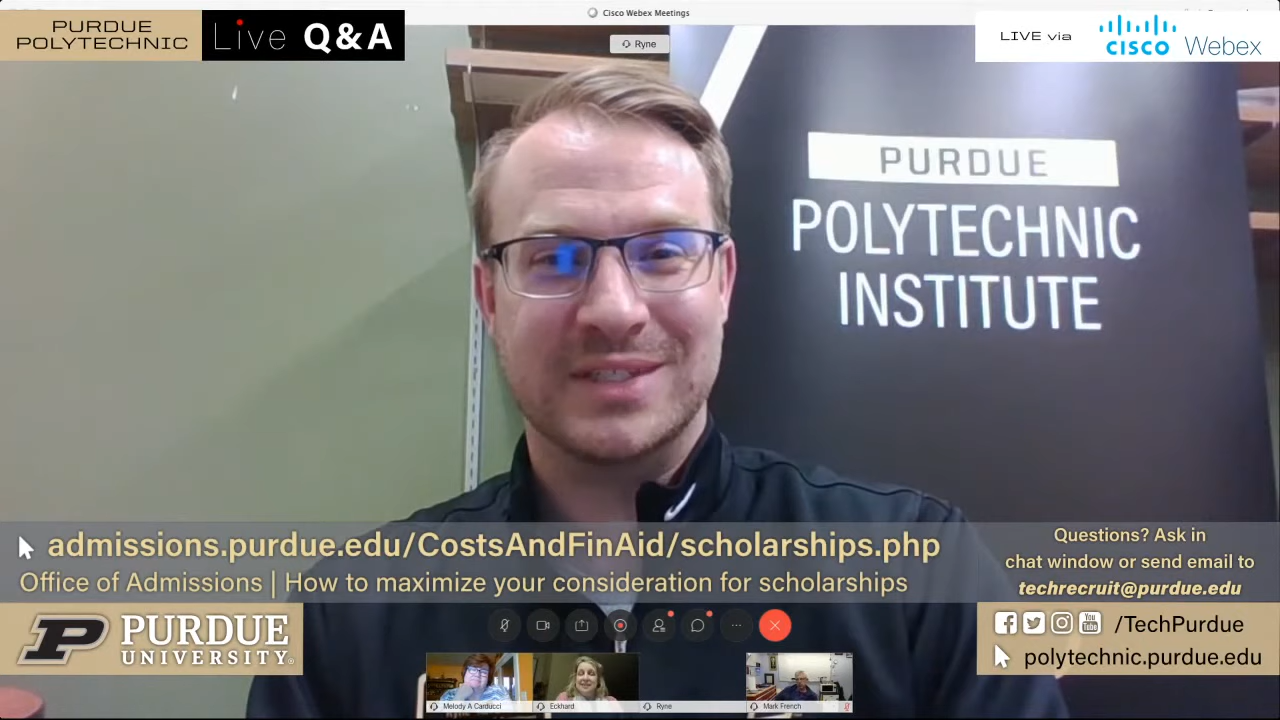 Cisco Webex Meetings
PURDUE
POLYTECHNIC
Live Q&A
Ryne
LIVE via
CISCO Webex
PURDUE
POLYTECHNIC
INSTITUTE
admissions.purdue.edu/CostsAndFinAid/scholarships.php
Office of Admissions | How to maximize your consideration for scholarships
Questions? Ask in
chat window or send email to
techrecruit@purdue.edu
P PURDUE
UNIVERSITY®
You
Tube
/TechPurdue
polytechnic.purdue.edu
Melody A Carducci
Eckhard
Ryne
Mark French